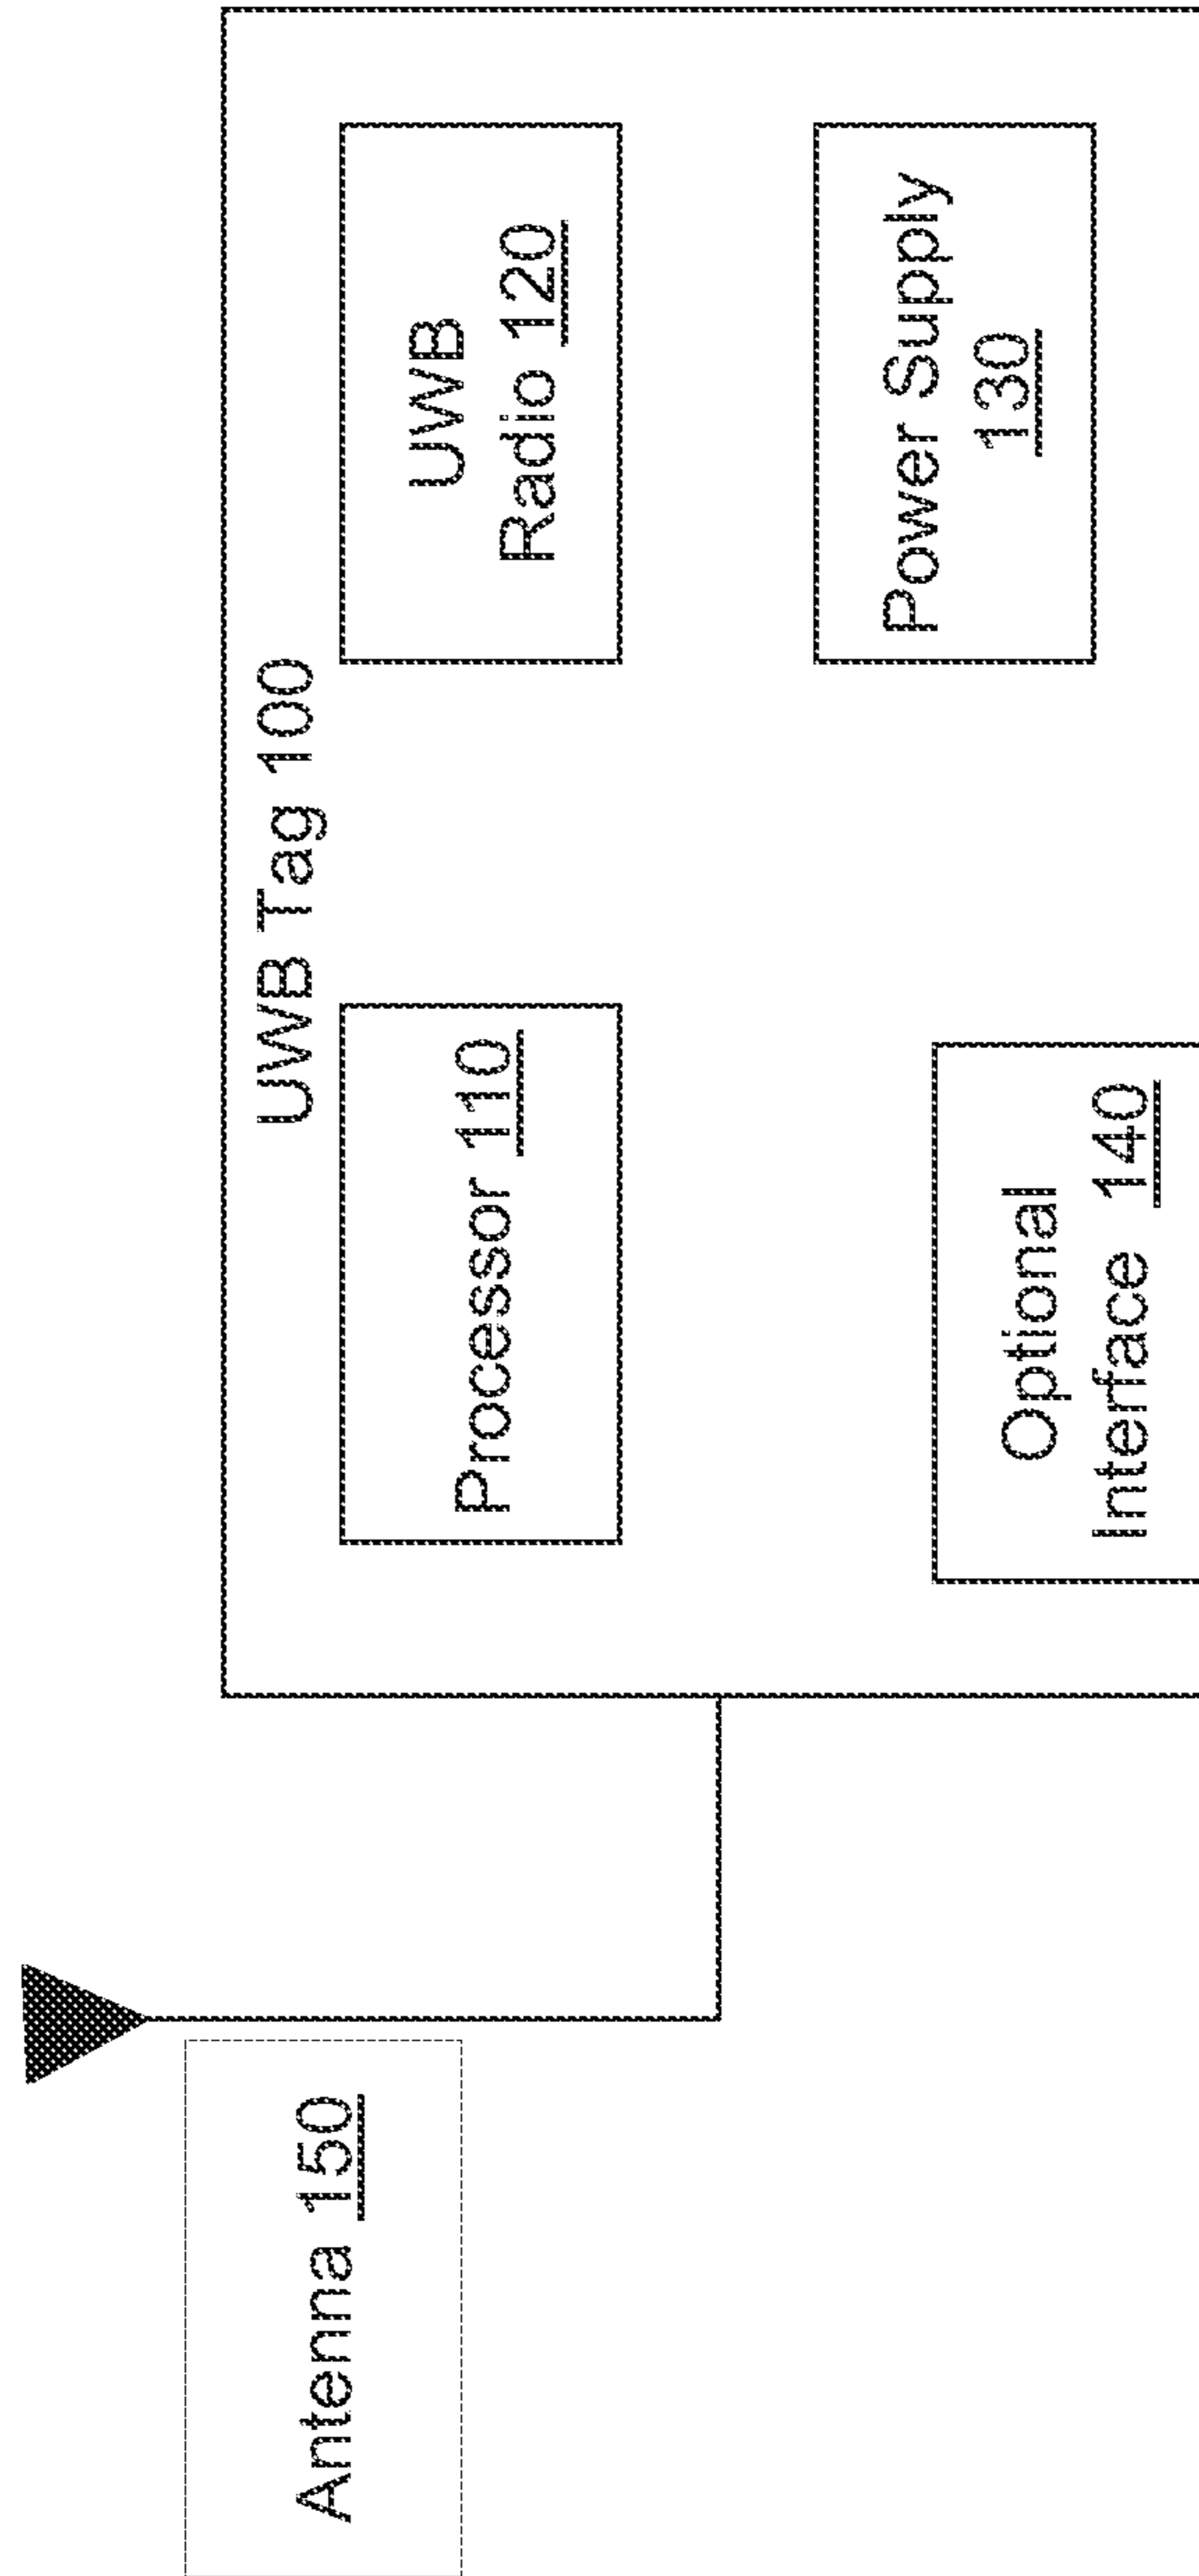 UWB Tag 100
Processor 110
UWB
Radio 120
Optional
Interface 140
Power Supply
130
Antenna 150